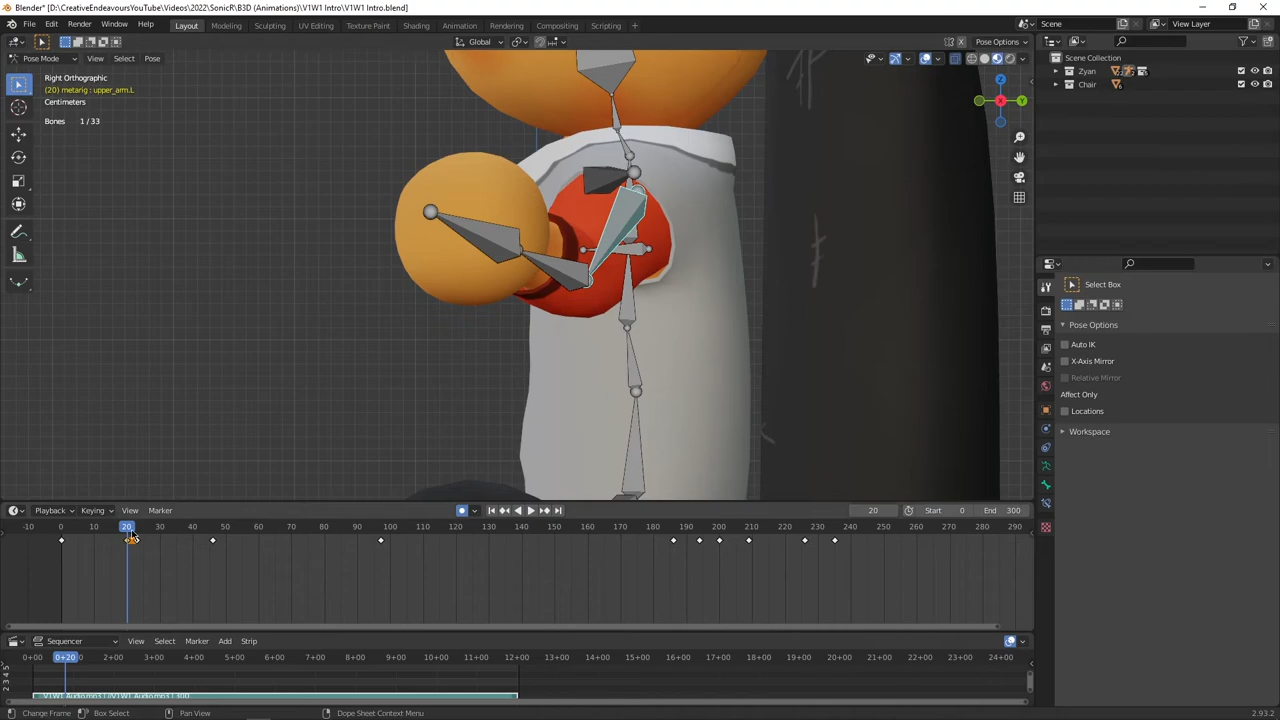 Blender* [D:\CreativeEndeavoursYouTube\Videos\2022\SonicR\B3D (Animations)\V1W1 Intro\V1W1 Intro.blend]
File Edit Render Window Help Layout Modeling Sculpting UV Editing Texture Paint Shading Animation Rendering Compositing Scripting Scene View Layer
Global Pose Options
Pose Mode View Select Pose
Right Orthographic
(20) metarig : upper_arm.L
Centimeters
Bones 1 / 33
Z
X
Y
Scene Collection
Zyan
Chair
Select Box
Pose Options
Auto IK
X-Axis Mirror
Relative Mirror
Affect Only
Locations
Workspace
Playback Keying View Marker 20 Start 0 End 300
-10 0 10 20 30 40 50 60 70 80 90 100 110 120 130 140 150 160 170 180 190 200 210 220 230 240 250 260 270 280 290
Sequencer View Select Marker Add Strip
0+00 0+20 2+00 3+00 4+00 5+00 6+00 7+00 8+00 9+00 10+00 11+00 12+00 13+00 14+00 15+00 16+00 17+00 18+00 19+00 20+00 21+00 22+00 23+00 24+00
Change Frame Box Select Pan View Dope Sheet Context Menu 2.93.2